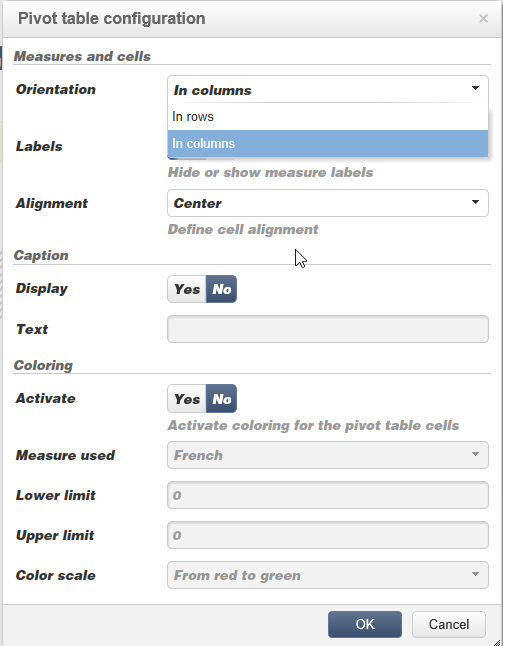 Pivot table configuration ×
Measures and cells
Orientation In columns
In rows
In columns
Labels
Hide or show measure labels
Alignment Center
Define cell alignment
Caption
Display Yes No
Text
Coloring
Activate Yes No
Activate coloring for the pivot table cells
Measure used French
Lower limit 0
Upper limit 0
Color scale From red to green
OK Cancel